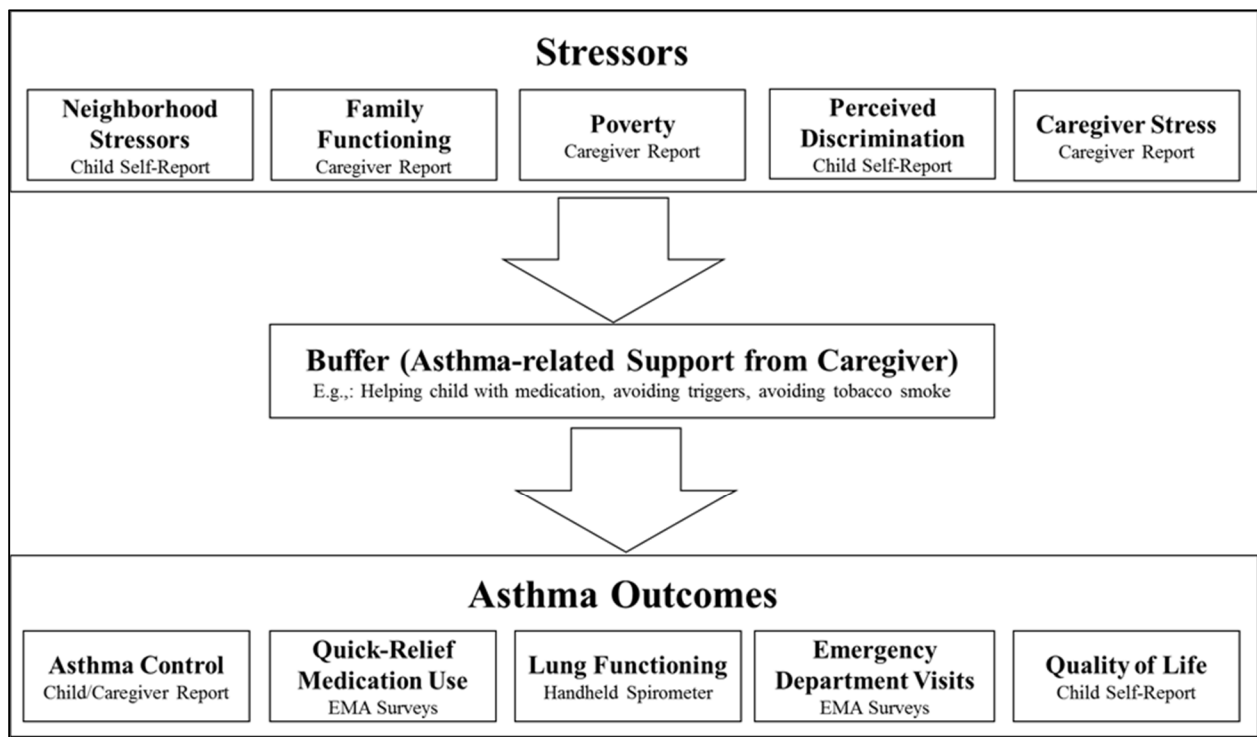 Stressors
Neighborhood
Stressors
Child Self-Report
Family
Functioning
Caregiver Report
Poverty
Caregiver Report
Perceived
Discrimination
Child Self-Report
Caregiver Stress
Caregiver Report
Buffer (Asthma-related Support from Caregiver)
E.g.,: Helping child with medication, avoiding triggers, avoiding tobacco smoke
Asthma Outcomes
Asthma Control
Child/Caregiver Report
Quick-Relief
Medication Use
EMA Surveys
Lung Functioning
Handheld Spirometer
Emergency
Department Visits
EMA Surveys
Quality of Life
Child Self-Report